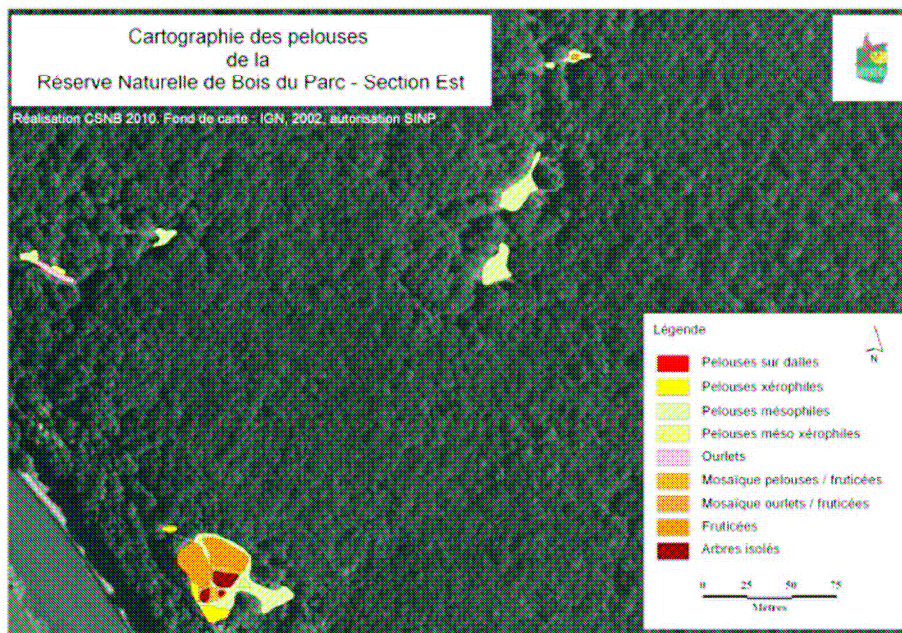 Cartographie des pelouses
de la
Réserve Naturelle de Bois du Parc - Section Est
Réalisation CSNB 2010. Fond de carte : IGN, 2002, autorisation SINP.
Légende
N
Pelouses sur dalles
Pelouses xérophiles
Pelouses mésophiles
Pelouses méso xérophiles
Ourlets
Mosaïque pelouses / fruticées
Mosaïque ourlets / fruticées
Fruticées
Arbres isolés
0 25 50 75
Mètres